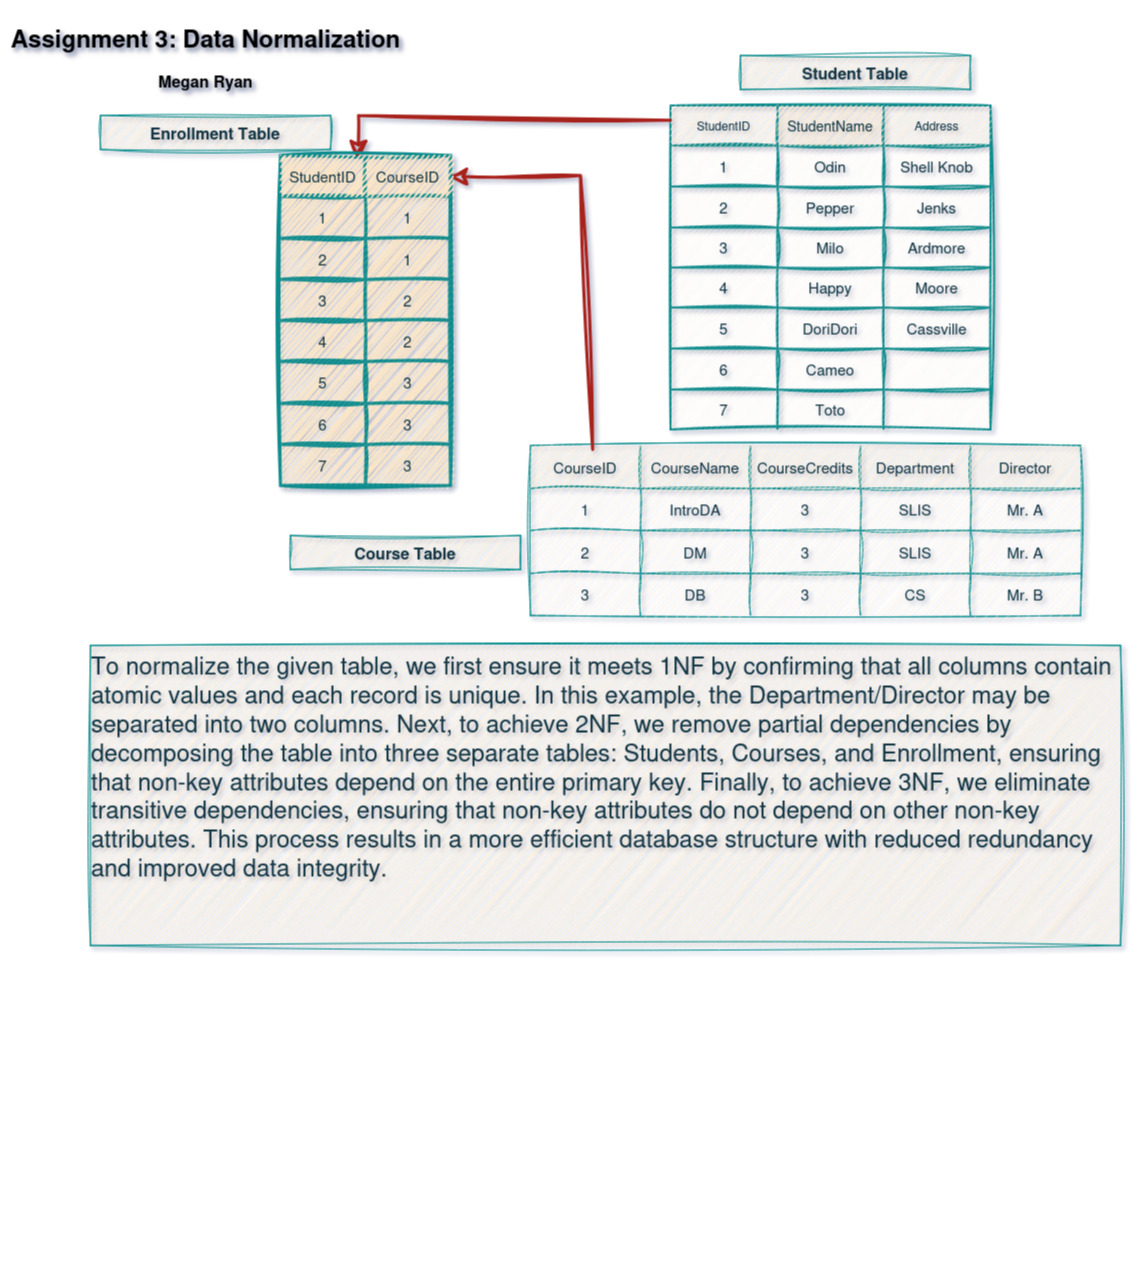 Assignment 3: Data Normalization
Megan Ryan
Enrollment Table
StudentID CourseID
1 1
2 1
3 2
4 2
5 3
6 3
7 3
Student Table
StudentID StudentName Address
1 Odin Shell Knob
2 Pepper Jenks
3 Milo Ardmore
4 Happy Moore
5 DoriDori Cassville
6 Cameo
7 Toto
Course Table
CourseID CourseName CourseCredits Department Director
1 IntroDA 3 SLIS Mr. A
2 DM 3 SLIS Mr. A
3 DB 3 CS Mr. B
To normalize the given table, we first ensure it meets 1NF by confirming that all columns contain
atomic values and each record is unique. In this example, the Department/Director may be
separated into two columns. Next, to achieve 2NF, we remove partial dependencies by
decomposing the table into three separate tables: Students, Courses, and Enrollment, ensuring
that non-key attributes depend on the entire primary key. Finally, to achieve 3NF, we eliminate
transitive dependencies, ensuring that non-key attributes do not depend on other non-key
attributes. This process results in a more efficient database structure with reduced redundancy
and improved data integrity.